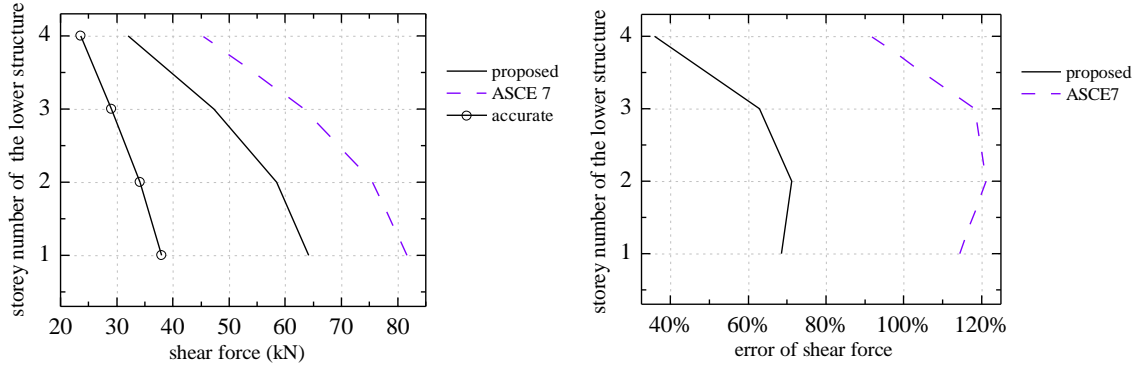 storey number of the lower structure
4
3
2
1
20 30 40 50 60 70 80
shear force (kN)
proposed
ASCE 7
accurate
storey number of the lower structure
4
3
2
1
40% 60% 80% 100% 120%
error of shear force
proposed
ASCE7